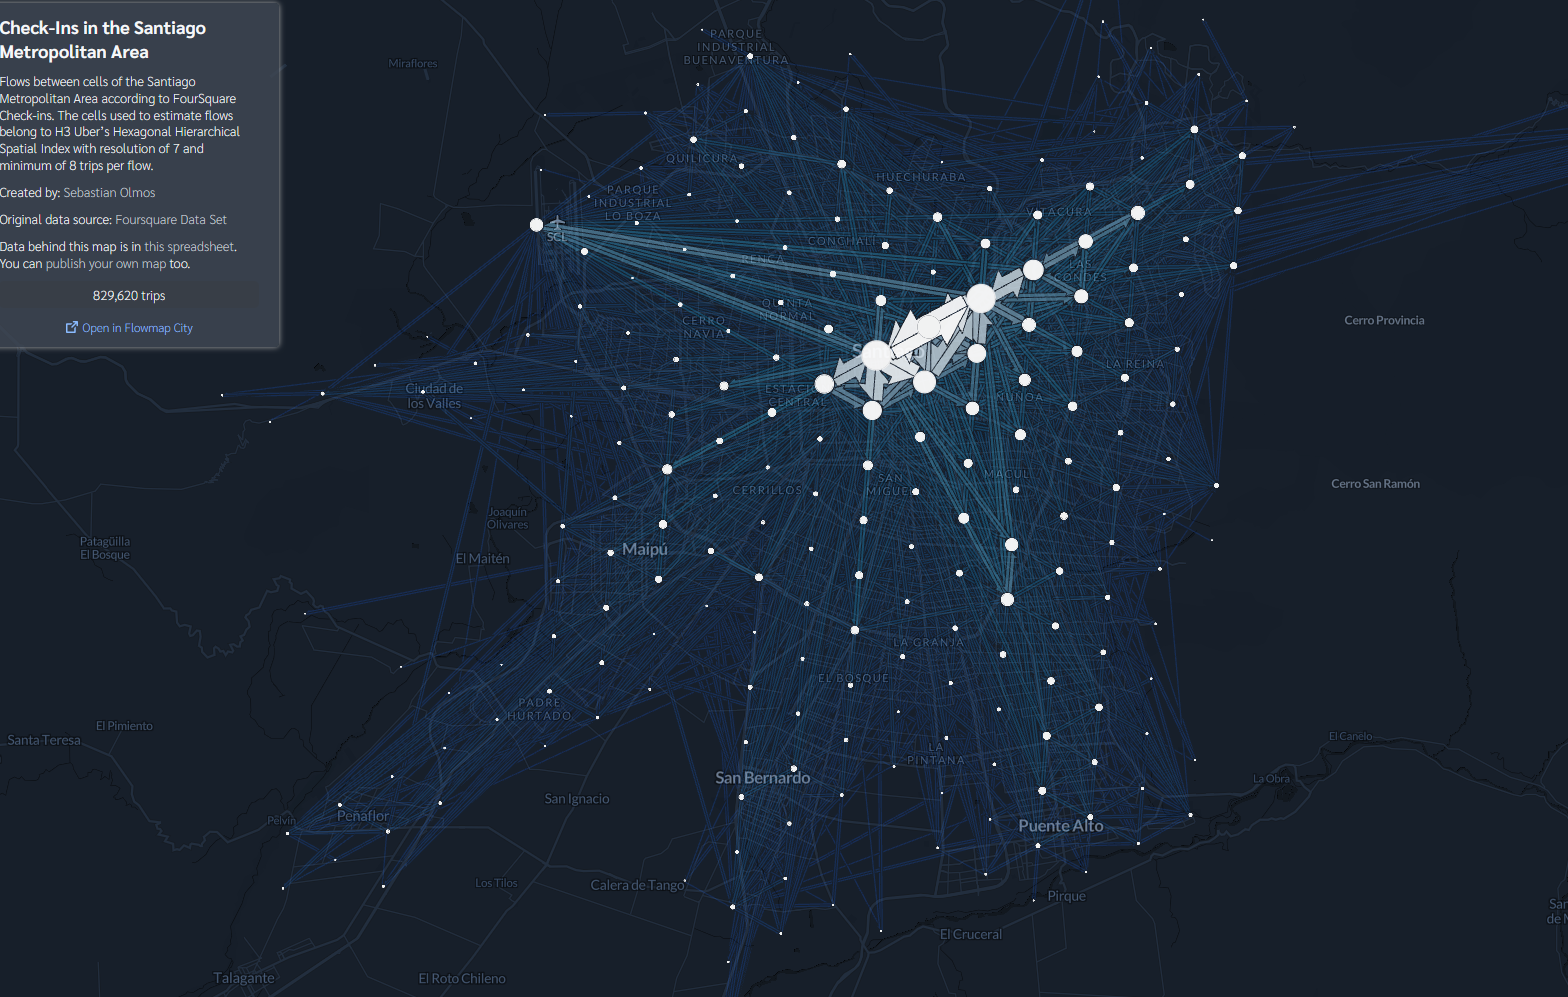 Check-Ins in the Santiago
Metropolitan Area
Flows between cells of the Santiago
Metropolitan Area according to FourSquare
Check-ins. The cells used to estimate flows
belong to H3 Uber's Hexagonal Hierarchical
Spatial Index with resolution of 7 and
minimum of 8 trips per flow.
Created by: Sebastian Olmos
Original data source: Foursquare Data Set
Data behind this map is in this spreadsheet.
You can publish your own map too.
829,620 trips
Open in Flowmap City
PARQUE
INDUSTRIAL
BUENAVENTURA
Miraflores
QUILICURA
HUECHURABA
PARQUE
INDUSTRIAL
LO BOZA
VITACURA
SCL
CONCHALÍ
RENCA
LAS
CONDES
QUINTA
NORMAL
CERRO
NAVIA
Cerro Provincia
LA REINA
Ciudad de
los Valles
ESTACIÓN
CENTRAL
ÑUÑOA
MACUL
SAN
MIGUEL
CERRILLOS
Cerro San Ramón
Joaquín
Olivares
Patagüilla
El Bosque
El Maitén
Maipú
LA GRANJA
EL BOSQUE
PADRE
HURTADO
El Pimiento
Santa Teresa
El Canelo
LA
PINTANA
San Bernardo
La Obra
San Ignacio
Pelvín
Peñaflor
Puente Alto
Los Tilos
Calera de Tango
Pirque
San
de M
El Cruceral
Talagante
El Roto Chileno